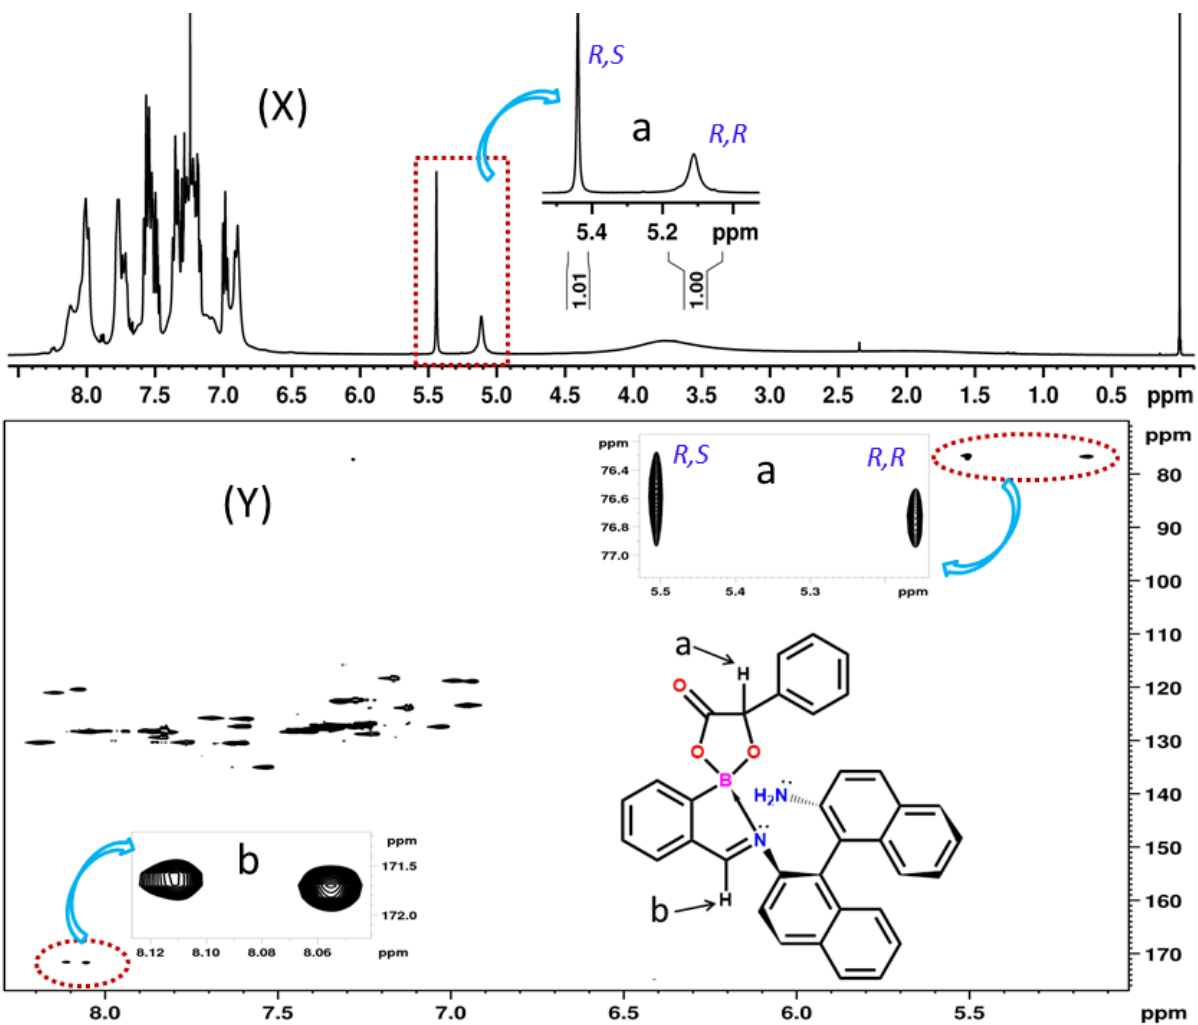 (X)
R,S
a
R,R
5.4
5.2
ppm
1.01
1.00
8.0
7.5
7.0
6.5
6.0
5.5
5.0
4.5
4.0
3.5
3.0
2.5
2.0
1.5
1.0
0.5
ppm
(Y)
ppm
76.4
76.6
76.8
77.0
R,S
a
R,R
5.5
5.4
5.3
ppm
ppm
80
90
100
110
120
130
140
150
160
170
a
H
O
O
O
B
H₂N
N
H
b
b
ppm
171.5
172.0
8.12
8.10
8.08
8.06
ppm
8.0
7.5
7.0
6.5
6.0
5.5
ppm